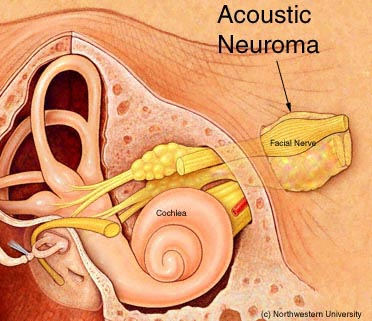 Acoustic
Neuroma
Facial Nerve
Cochlea
(c) Northwestern University